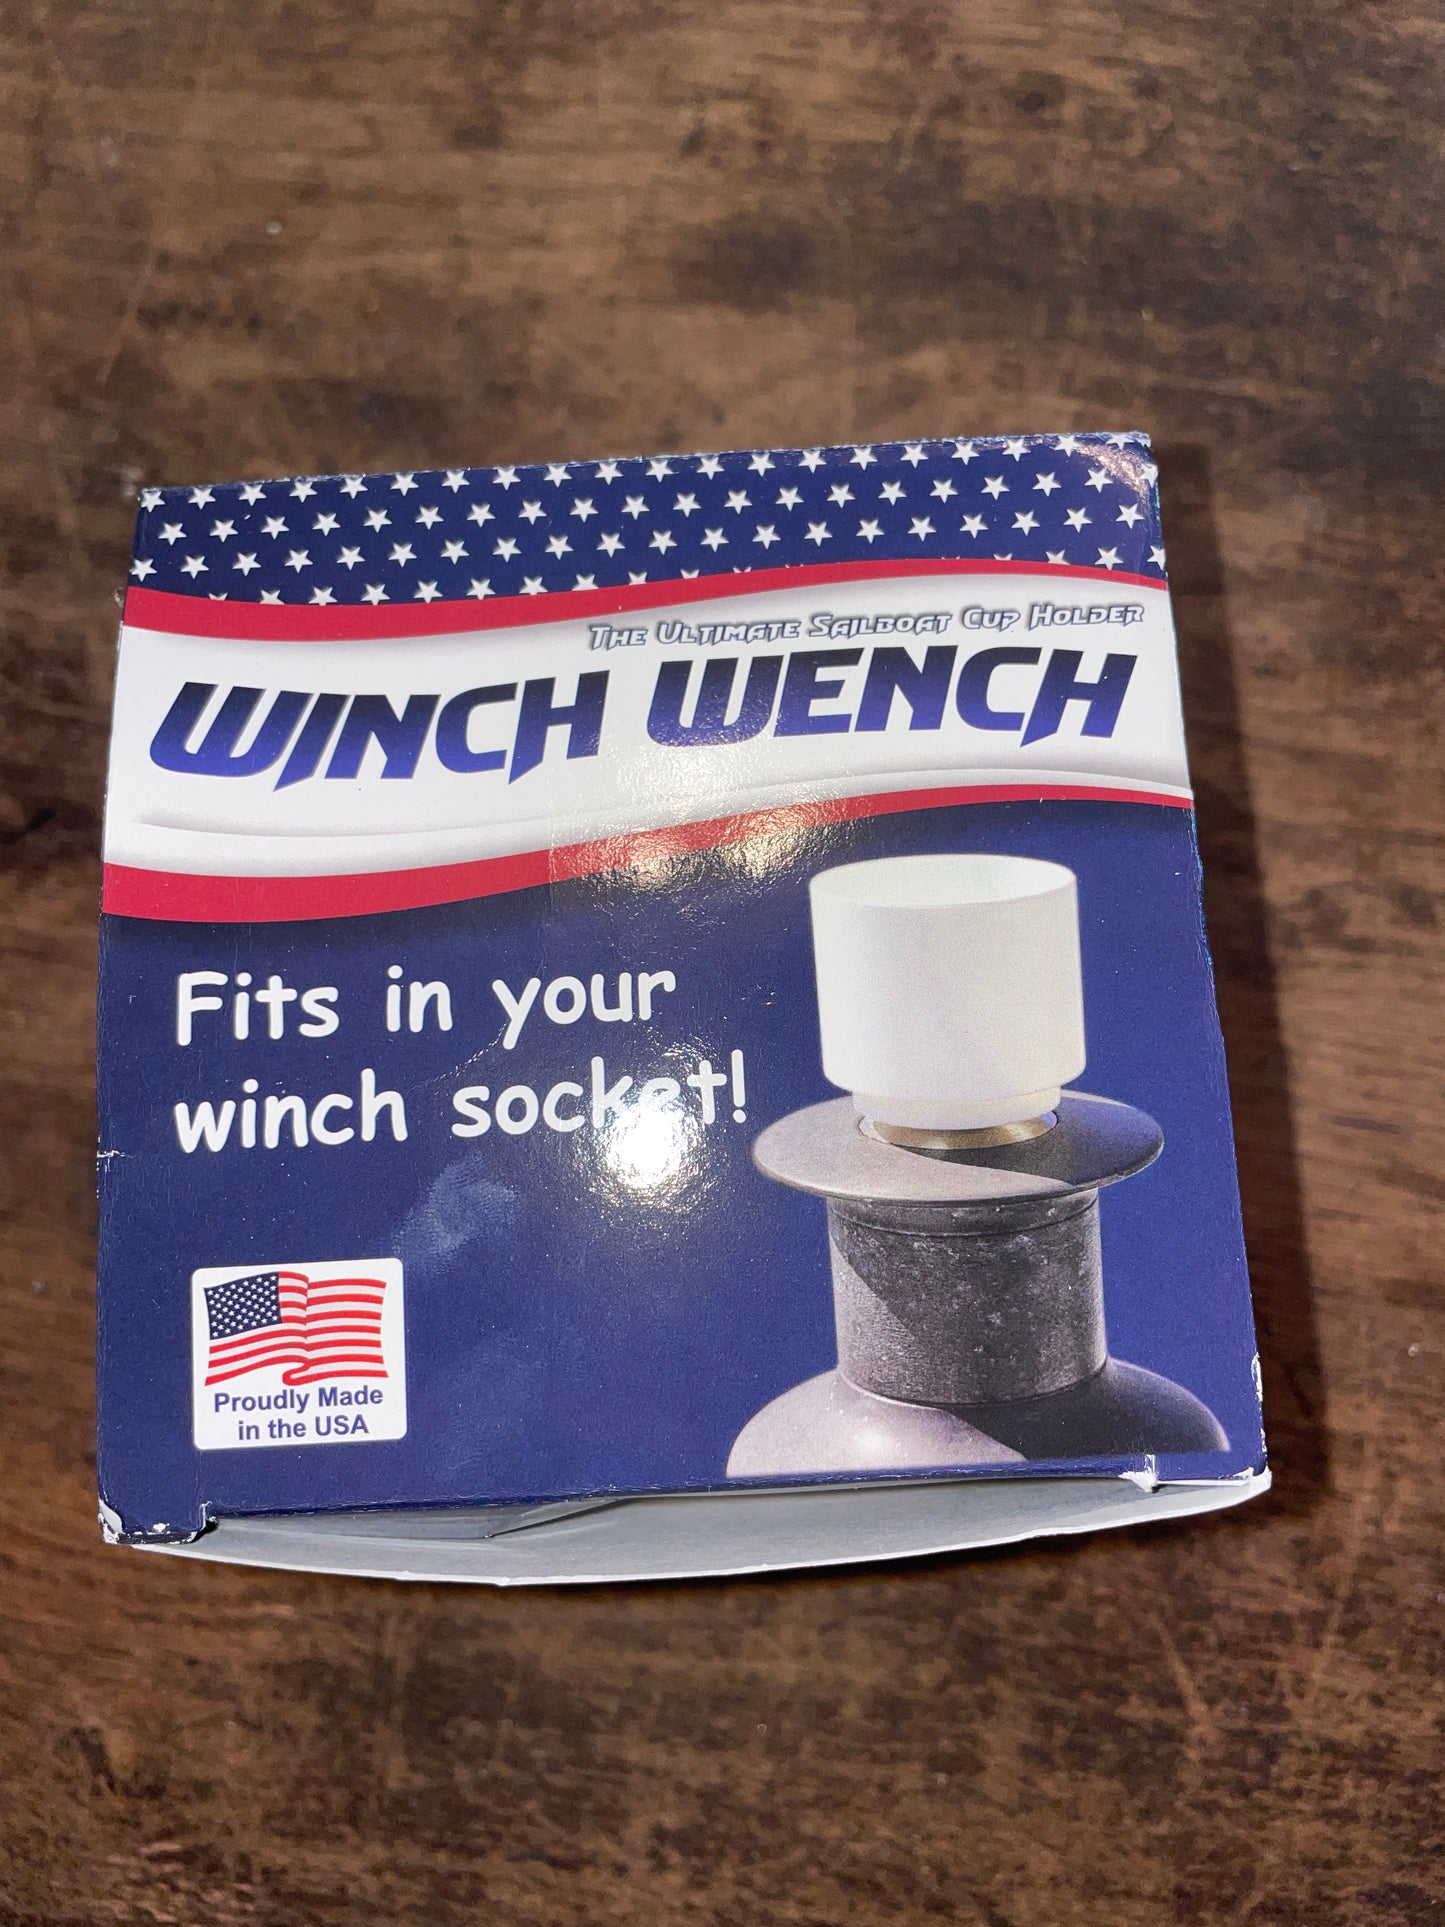 The Ultimate Sailboat Cup Holder
WINCH WENCH
Fits in your
winch socket!
Proudly Made
in the USA